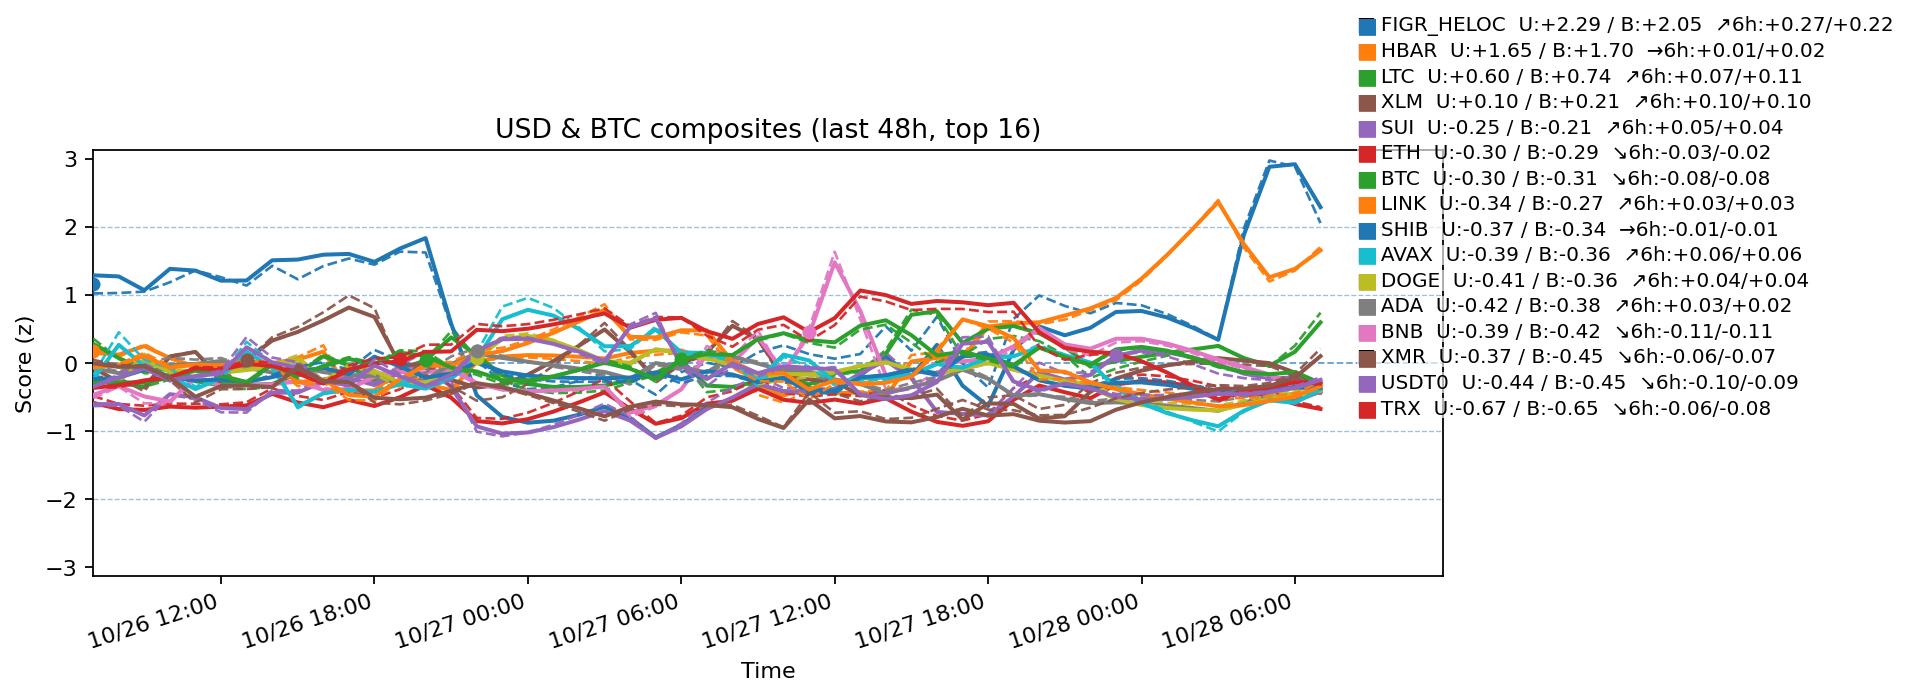 FIGR_HELOC  U:+2.29 / B:+2.05  ↗6h:+0.27/+0.22
HBAR  U:+1.65 / B:+1.70  →6h:+0.01/+0.02
LTC  U:+0.60 / B:+0.74  ↗6h:+0.07/+0.11
XLM  U:+0.10 / B:+0.21  ↗6h:+0.10/+0.10
SUI  U:-0.25 / B:-0.21  ↗6h:+0.05/+0.04
ETH  U:-0.30 / B:-0.29  ↘6h:-0.03/-0.02
BTC  U:-0.30 / B:-0.31  ↘6h:-0.08/-0.08
LINK  U:-0.34 / B:-0.27  ↗6h:+0.03/+0.03
SHIB  U:-0.37 / B:-0.34  →6h:-0.01/-0.01
AVAX  U:-0.39 / B:-0.36  ↗6h:+0.06/+0.06
DOGE  U:-0.41 / B:-0.36  ↗6h:+0.04/+0.04
ADA  U:-0.42 / B:-0.38  ↗6h:+0.03/+0.02
BNB  U:-0.39 / B:-0.42  ↘6h:-0.11/-0.11
XMR  U:-0.37 / B:-0.45  ↘6h:-0.06/-0.07
USDT0  U:-0.44 / B:-0.45  ↘6h:-0.10/-0.09
TRX  U:-0.67 / B:-0.65  ↘6h:-0.06/-0.08
USD & BTC composites (last 48h, top 16)
Score (z)
3
2
1
0
−1
−2
−3
10/26 12:00
10/26 18:00
10/27 00:00
10/27 06:00
10/27 12:00
10/27 18:00
10/28 00:00
10/28 06:00
Time